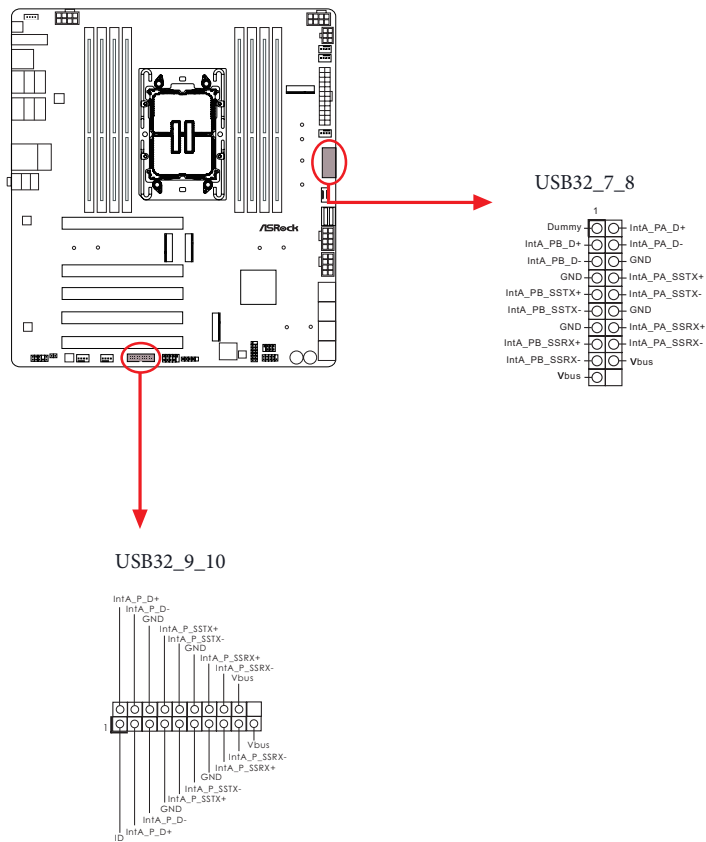 /ISRock
USB32_7_8
1
Dummy IntA_PA_D+
IntA_PB_D+ IntA_PA_D-
IntA_PB_D- GND
GND IntA_PA_SSTX+
IntA_PB_SSTX+ IntA_PA_SSTX-
IntA_PB_SSTX- GND
GND IntA_PA_SSRX+
IntA_PB_SSRX+ IntA_PA_SSRX-
IntA_PB_SSRX- Vbus
Vbus
USB32_9_10
IntA_P_D+
IntA_P_D-
GND
IntA_P_SSTX+
IntA_P_SSTX-
GND
IntA_P_SSRX+
IntA_P_SSRX-
Vbus
1
Vbus
IntA_P_SSRX-
IntA_P_SSRX+
GND
IntA_P_SSTX-
IntA_P_SSTX+
GND
IntA_P_D-
IntA_P_D+
ID